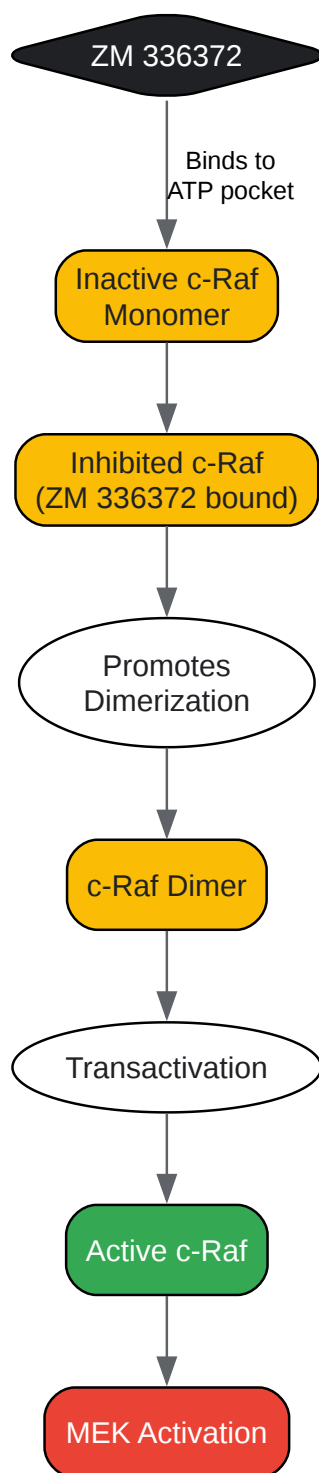 ZM 336372
Binds to
ATP pocket
Inactive c-Raf
Monomer
Inhibited c-Raf
(ZM 336372 bound)
Promotes
Dimerization
c-Raf Dimer
Transactivation
Active c-Raf
MEK Activation